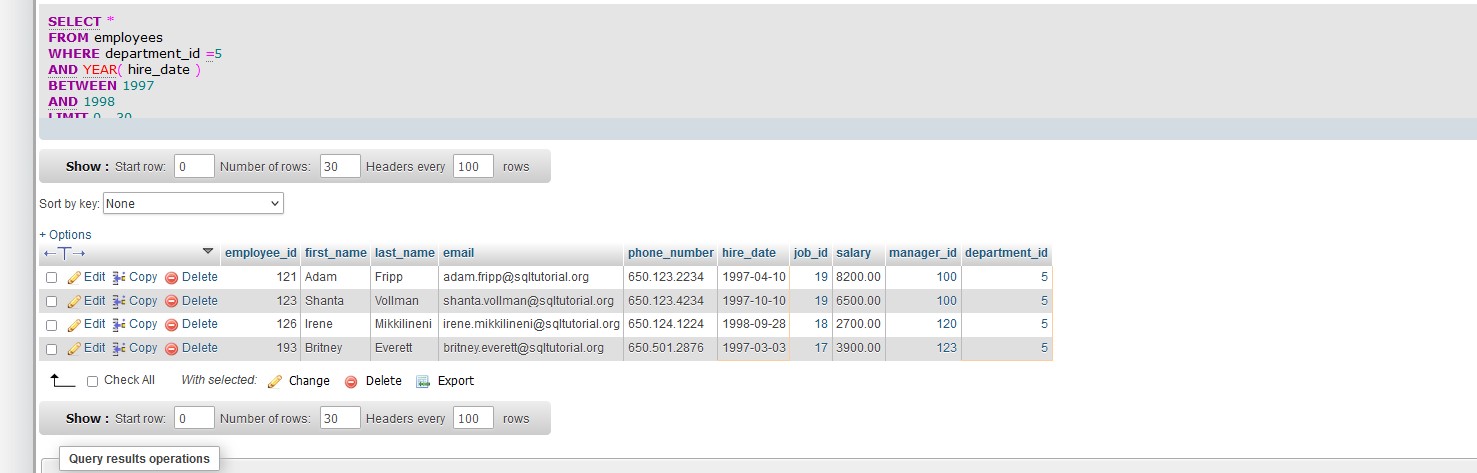 SELECT *
FROM employees
WHERE department_id =5
AND YEAR( hire_date )
BETWEEN 1997
AND 1998
LIMIT 0 , 30
Show : Start row: 0 Number of rows: 30 Headers every 100 rows
Sort by key: None
+ Options
←T→ employee_id first_name last_name email phone_number hire_date job_id salary manager_id department_id
Edit Copy Delete 121 Adam Fripp adam.fripp@sqltutorial.org 650.123.2234 1997-04-10 19 8200.00 100 5
Edit Copy Delete 123 Shanta Vollman shanta.vollman@sqltutorial.org 650.123.4234 1997-10-10 19 6500.00 100 5
Edit Copy Delete 126 Irene Mikkilineni irene.mikkilineni@sqltutorial.org 650.124.1224 1998-09-28 18 2700.00 120 5
Edit Copy Delete 193 Britney Everett britney.everett@sqltutorial.org 650.501.2876 1997-03-03 17 3900.00 123 5
Check All With selected: Change Delete Export
Show : Start row: 0 Number of rows: 30 Headers every 100 rows
Query results operations